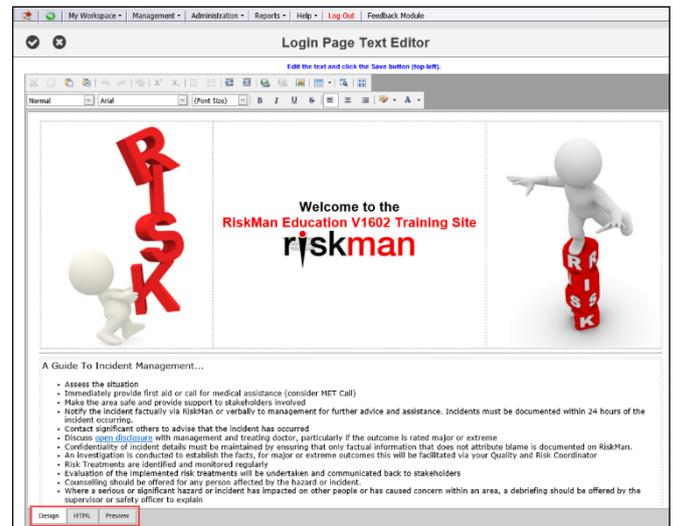 My Workspace Management Administration Reports Help Log Out Feedback Module
Login Page Text Editor
Edit the text and click the Save button (top left).
Normal Arial (Font Size) B I U S A
RISK
Welcome to the
RiskMan Education V1602 Training Site
riskman
R R
I I
S S
K
A Guide To Incident Management...
• Assess the situation
• Immediately provide first aid or call for medical assistance (consider MET Call)
• Make the area safe and provide support to stakeholders involved
• Notify the incident factually via RiskMan or verbally to management for further advice and assistance. Incidents must be documented within 24 hours of the
incident occurring.
• Contact significant others to advise that the incident has occurred
• Discuss open disclosure with management and treating doctor, particularly if the outcome is rated major or extreme
• Confidentiality of incident details must be maintained by ensuring that only factual information that does not attribute blame is documented on RiskMan.
• An investigation is conducted to establish the facts, for major or extreme outcomes this will be facilitated via your Quality and Risk Coordinator
• Risk Treatments are identified and monitored regularly
• Evaluation of the implemented risk treatments will be undertaken and communicated back to stakeholders
• Counselling should be offered for any person affected by the hazard or incident.
• Where a serious or significant hazard or incident has impacted on other people or has caused concern within an area, a debriefing should be offered by the
supervisor or safety officer to explain
Design HTML Preview